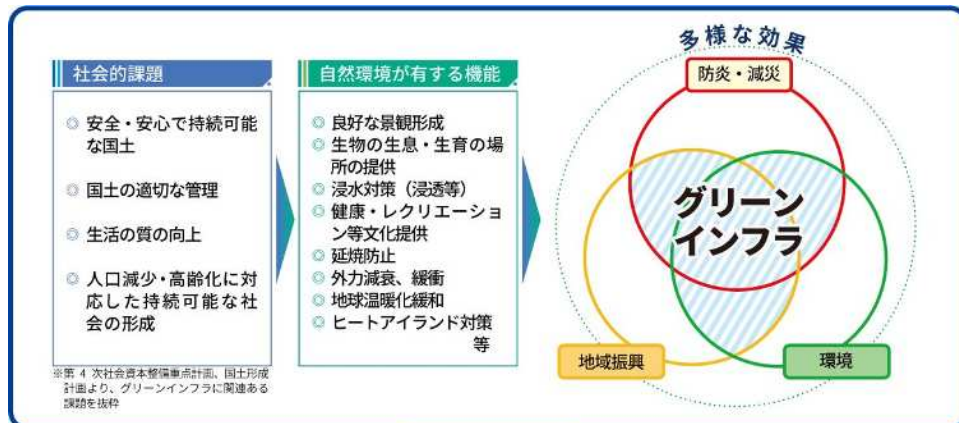 社会的課題
◎ 安全・安心で持続可能
な国土
◎ 国土の適切な管理
◎ 生活の質の向上
◎ 人口減少・高齢化に対
応した持続可能な社
会の形成
※第 4 次社会資本整備重点計画、国土形成
計画より、グリーンインフラに関連ある
課題を抜粋
自然環境が有する機能
◎ 良好な景観形成
◎ 生物の生息・生育の場
所の提供
◎ 浸水対策（浸透等）
◎ 健康・レクリエーショ
ン等文化提供
◎ 延焼防止
◎ 外力減衰、緩衝
◎ 地球温暖化緩和
◎ ヒートアイランド対策
等
多様な効果
防炎・減災
グリーン
インフラ
地域振興
環境